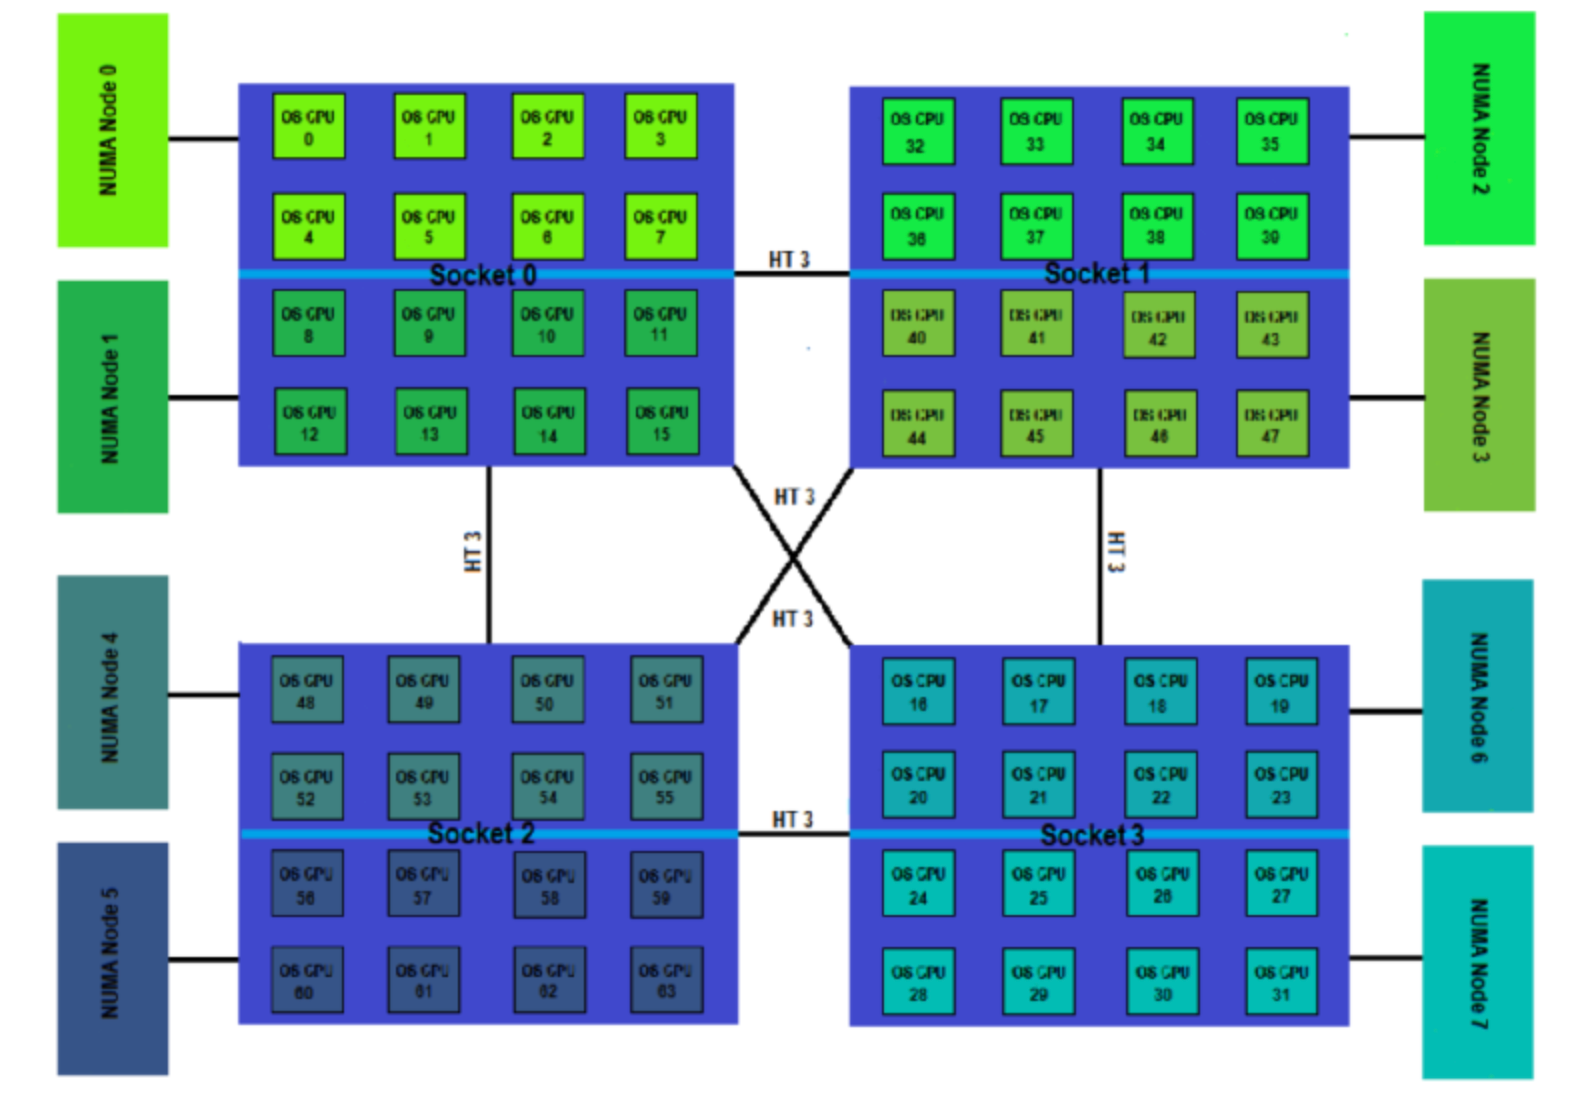 NUMA Node 0
OS CPU
0
OS CPU
1
OS CPU
2
OS CPU
3
OS CPU
4
OS CPU
5
OS CPU
6
OS CPU
7
Socket 0
NUMA Node 1
OS CPU
8
OS CPU
9
OS CPU
10
OS CPU
11
OS CPU
12
OS CPU
13
OS CPU
14
OS CPU
15
HT 3
OS CPU
32
OS CPU
33
OS CPU
34
OS CPU
35
NUMA Node 2
OS CPU
36
OS CPU
37
OS CPU
38
OS CPU
39
Socket 1
OS CPU
40
OS CPU
41
OS CPU
42
OS CPU
43
NUMA Node 3
OS CPU
44
OS CPU
45
OS CPU
46
OS CPU
47
HT 3
HT 3
HT 3
HT 3
NUMA Node 4
OS CPU
48
OS CPU
49
OS CPU
50
OS CPU
51
OS CPU
52
OS CPU
53
OS CPU
54
OS CPU
55
Socket 2
NUMA Node 5
OS CPU
56
OS CPU
57
OS CPU
58
OS CPU
59
OS CPU
60
OS CPU
61
OS CPU
62
OS CPU
63
HT 3
OS CPU
16
OS CPU
17
OS CPU
18
OS CPU
19
NUMA Node 6
OS CPU
20
OS CPU
21
OS CPU
22
OS CPU
23
Socket 3
OS CPU
24
OS CPU
25
OS CPU
26
OS CPU
27
NUMA Node 7
OS CPU
28
OS CPU
29
OS CPU
30
OS CPU
31